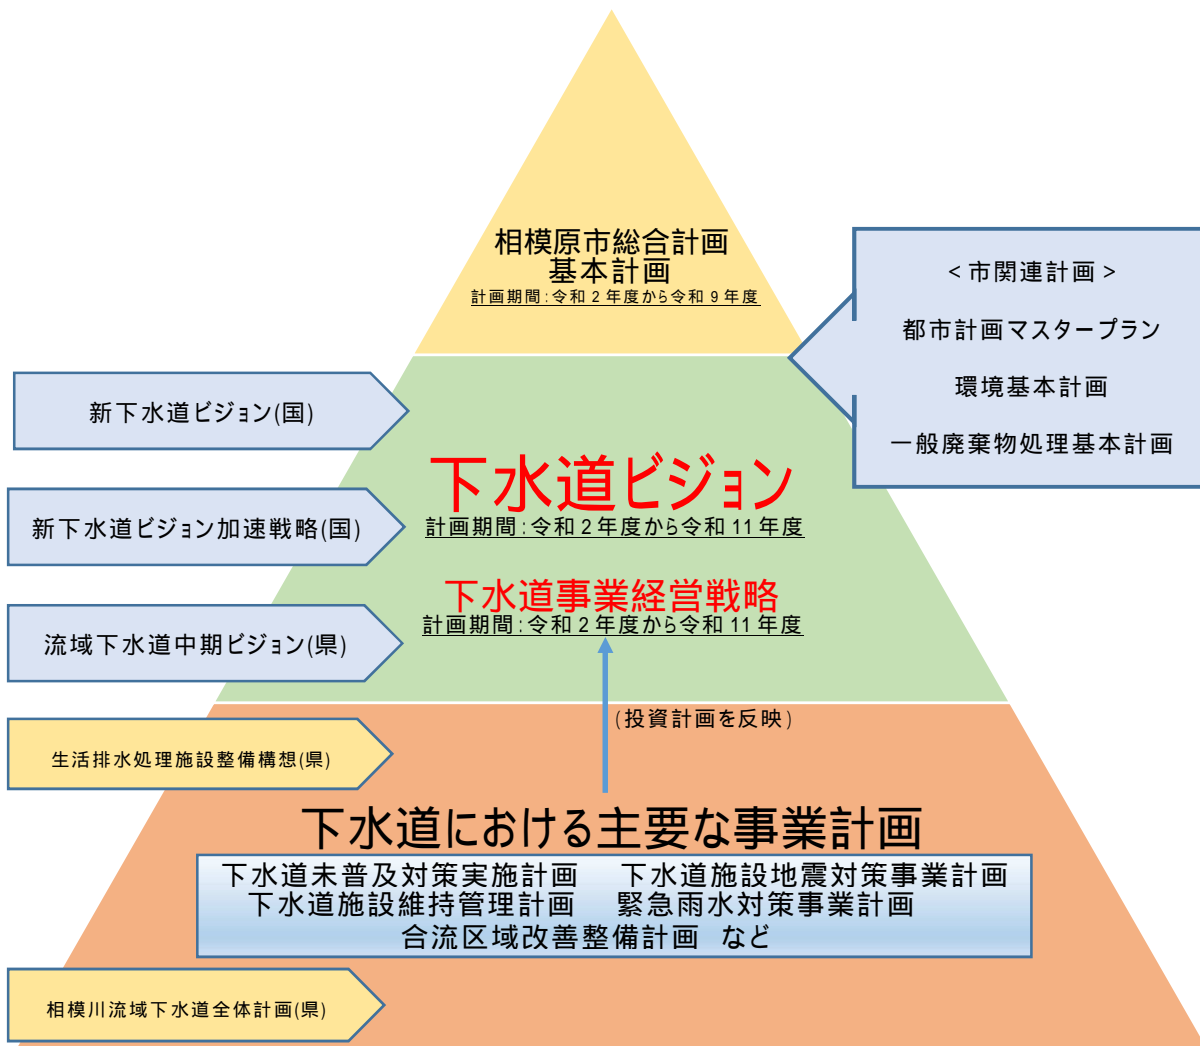 相模原市総合計画
基本計画
計画期間:令和2年度から令和9年度
<市関連計画>
都市計画マスタープラン
環境基本計画
一般廃棄物処理基本計画
新下水道ビジョン(国)
新下水道ビジョン加速戦略(国)
流域下水道中期ビジョン(県)
下水道ビジョン
計画期間:令和2年度から令和11年度
下水道事業経営戦略
計画期間:令和2年度から令和11年度
(投資計画を反映)
生活排水処理施設整備構想(県)
下水道における主要な事業計画
下水道未普及対策実施計画 下水道施設地震対策事業計画
下水道施設維持管理計画 緊急雨水対策事業計画
合流区域改善整備計画 など
相模川流域下水道全体計画(県)